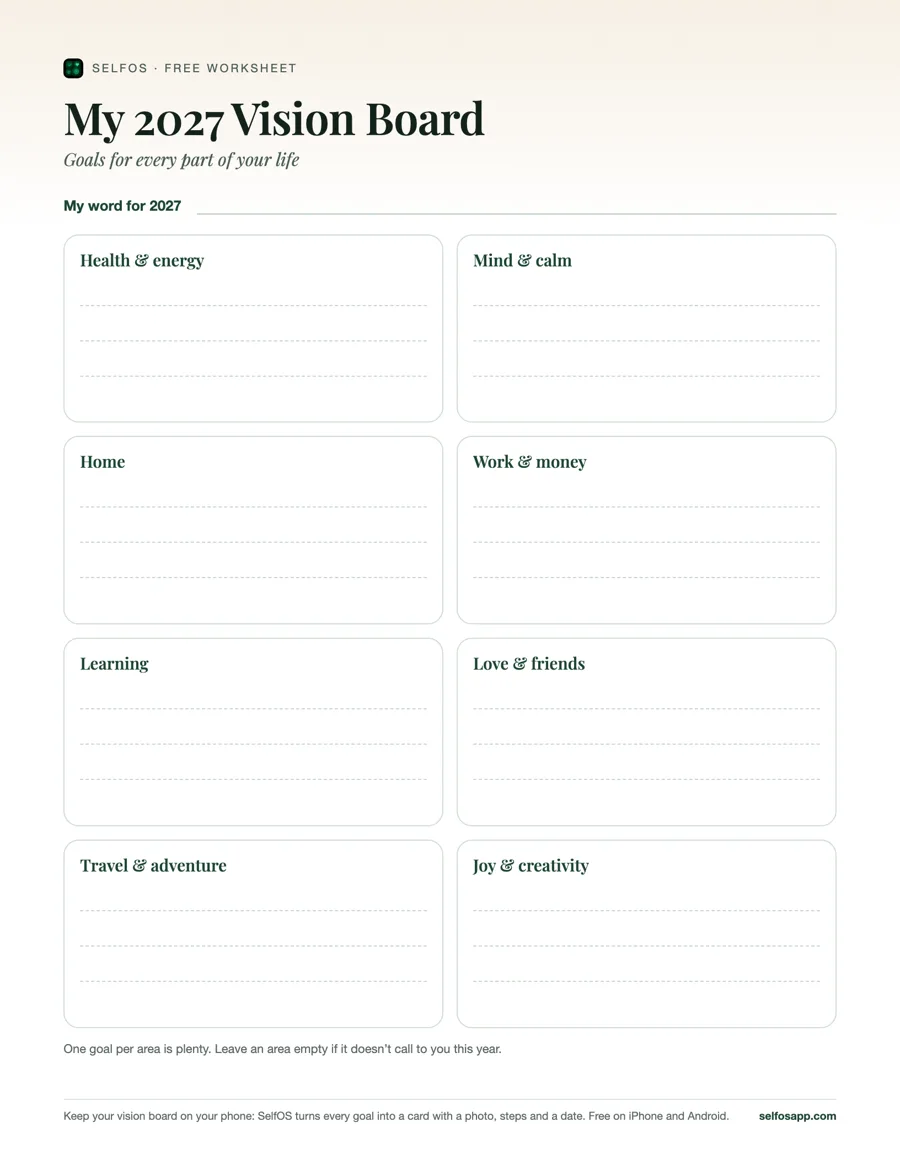 SELFOS · FREE WORKSHEET
My 2027 Vision Board
Goals for every part of your life
My word for 2027
Health & energy
Mind & calm
Home
Work & money
Learning
Love & friends
Travel & adventure
Joy & creativity
One goal per area is plenty. Leave an area empty if it doesn’t call to you this year.
Keep your vision board on your phone: SelfOS turns every goal into a card with a photo, steps and a date. Free on iPhone and Android.
selfosapp.com